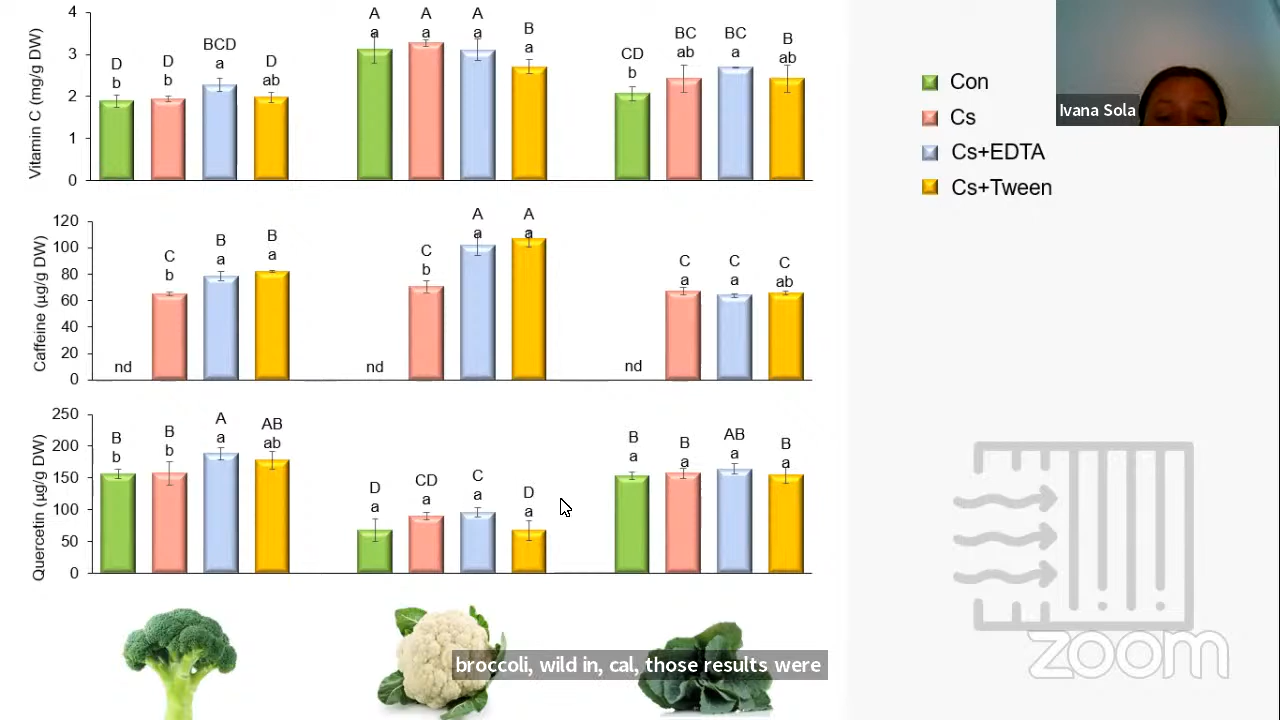 Vitamin C (mg/g DW)
4
3
2
1
0
D
b
D
b
BCD
a
D
ab
A
a
A
a
A
a
B
a
CD
b
BC
ab
BC
a
B
ab
Con
Cs
Cs+EDTA
Cs+Tween
Ivana Sola
Caffeine (µg/g DW)
120
100
80
60
40
20
0
nd
C
b
B
a
B
a
nd
C
b
A
a
A
a
nd
C
a
C
a
C
ab
Quercetin (µg/g DW)
250
200
150
100
50
0
B
b
B
b
A
a
AB
ab
D
a
CD
a
C
a
D
a
B
a
B
a
AB
a
B
a
broccoli, wild in, cal, those results were
zoom